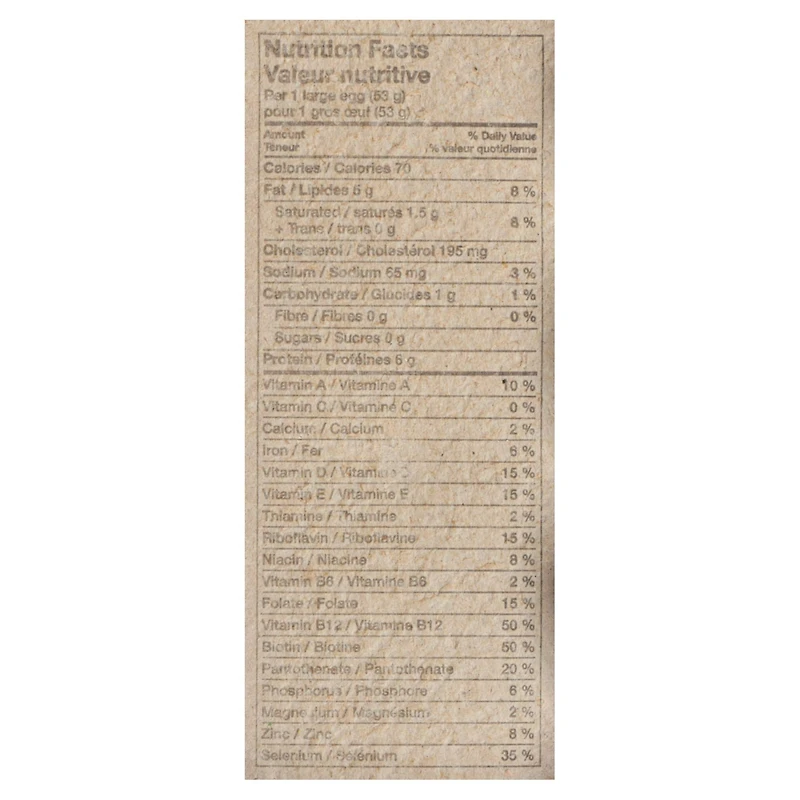 Nutrition Facts
Valeur nutritive
Per 1 large egg (53 g)
pour 1 gros œuf (53 g)
Amount % Daily Value
Teneur % valeur quotidienne
Calories / Calories 70
Fat / Lipides 5 g 8 %
Saturated / saturés 1.5 g
+ Trans / trans 0 g 8 %
Cholesterol / Cholestérol 195 mg
Sodium / Sodium 65 mg 3 %
Carbohydrate / Glucides 1 g 1 %
Fibre / Fibres 0 g 0 %
Sugars / Sucres 0 g
Protein / Protéines 6 g
Vitamin A / Vitamine A 10 %
Vitamin C / Vitamine C 0 %
Calcium / Calcium 2 %
Iron / Fer 6 %
Vitamin D / Vitamine D 15 %
Vitamin E / Vitamine E 15 %
Thiamine / Thiamine 2 %
Riboflavin / Riboflavine 15 %
Niacin / Niacine 8 %
Vitamin B6 / Vitamine B6 2 %
Folate / Folate 15 %
Vitamin B12 / Vitamine B12 50 %
Biotin / Biotine 50 %
Pantothenate / Pantothénate 20 %
Phosphorus / Phosphore 6 %
Magnesium / Magnésium 2 %
Zinc / Zinc 8 %
Selenium / Sélénium 35 %